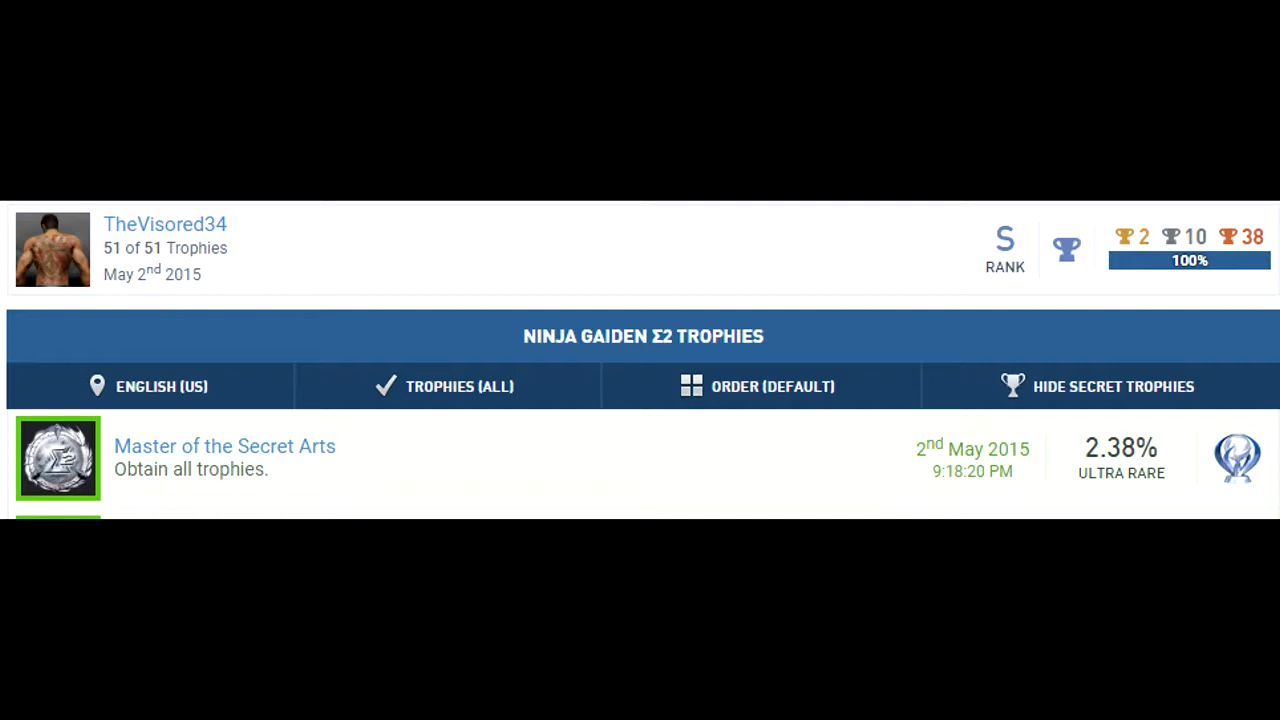 TheVisored34
51 of 51 Trophies
May 2nd 2015
S
RANK
2 10 38
100%
NINJA GAIDEN Σ2 TROPHIES
ENGLISH (US) TROPHIES (ALL) ORDER (DEFAULT) HIDE SECRET TROPHIES
Σ2
Master of the Secret Arts
Obtain all trophies.
2nd May 2015
9:18:20 PM
2.38%
ULTRA RARE